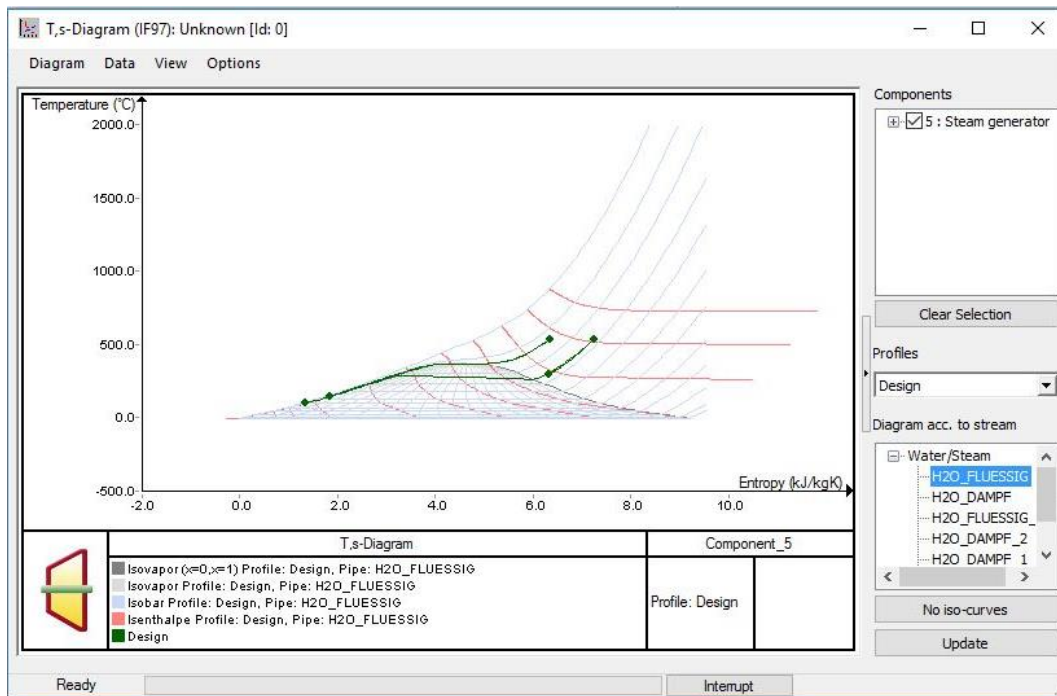 T,s-Diagram (IF97): Unknown [Id: 0]
Diagram Data View Options
Temperature (°C)
2000.0
1500.0
1000.0
500.0
0.0
-500.0
Entropy (kJ/kgK)
-2.0 0.0 2.0 4.0 6.0 8.0 10.0 12.0
T,s-Diagram
Component_5
Isovapor (x=0,x=1) Profile: Design, Pipe: H2O_FLUESSIG
Isovapor Profile: Design, Pipe: H2O_FLUESSIG
Isobar Profile: Design, Pipe: H2O_FLUESSIG
Isenthalpe Profile: Design, Pipe: H2O_FLUESSIG
Design
Profile: Design
Components
5 : Steam generator
Clear Selection
Profiles
Design
Diagram acc. to stream
Water/Steam
H2O_FLUESSIG
H2O_DAMPF
H2O_FLUESSIG_
H2O_DAMPF_2
H2O_DAMPF_1
No iso-curves
Update
Ready
Interrupt